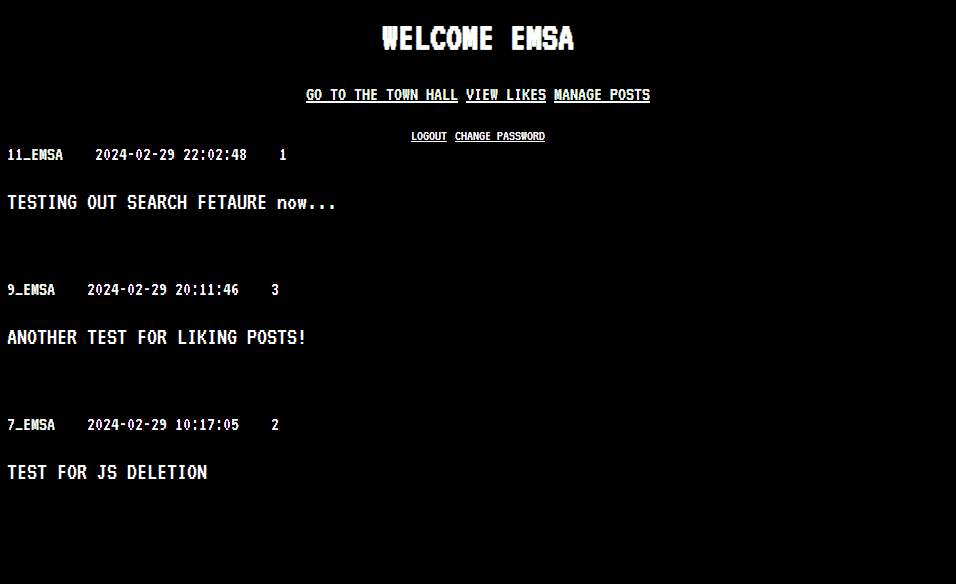 WELCOME EMSA
GO TO THE TOWN HALL VIEW LIKES MANAGE POSTS
LOGOUT CHANGE PASSWORD
11_EMSA 2024-02-29 22:02:48 1
TESTING OUT SEARCH FETAURE now...
9_EMSA 2024-02-29 20:11:46 3
ANOTHER TEST FOR LIKING POSTS!
7_EMSA 2024-02-29 10:17:05 2
TEST FOR JS DELETION